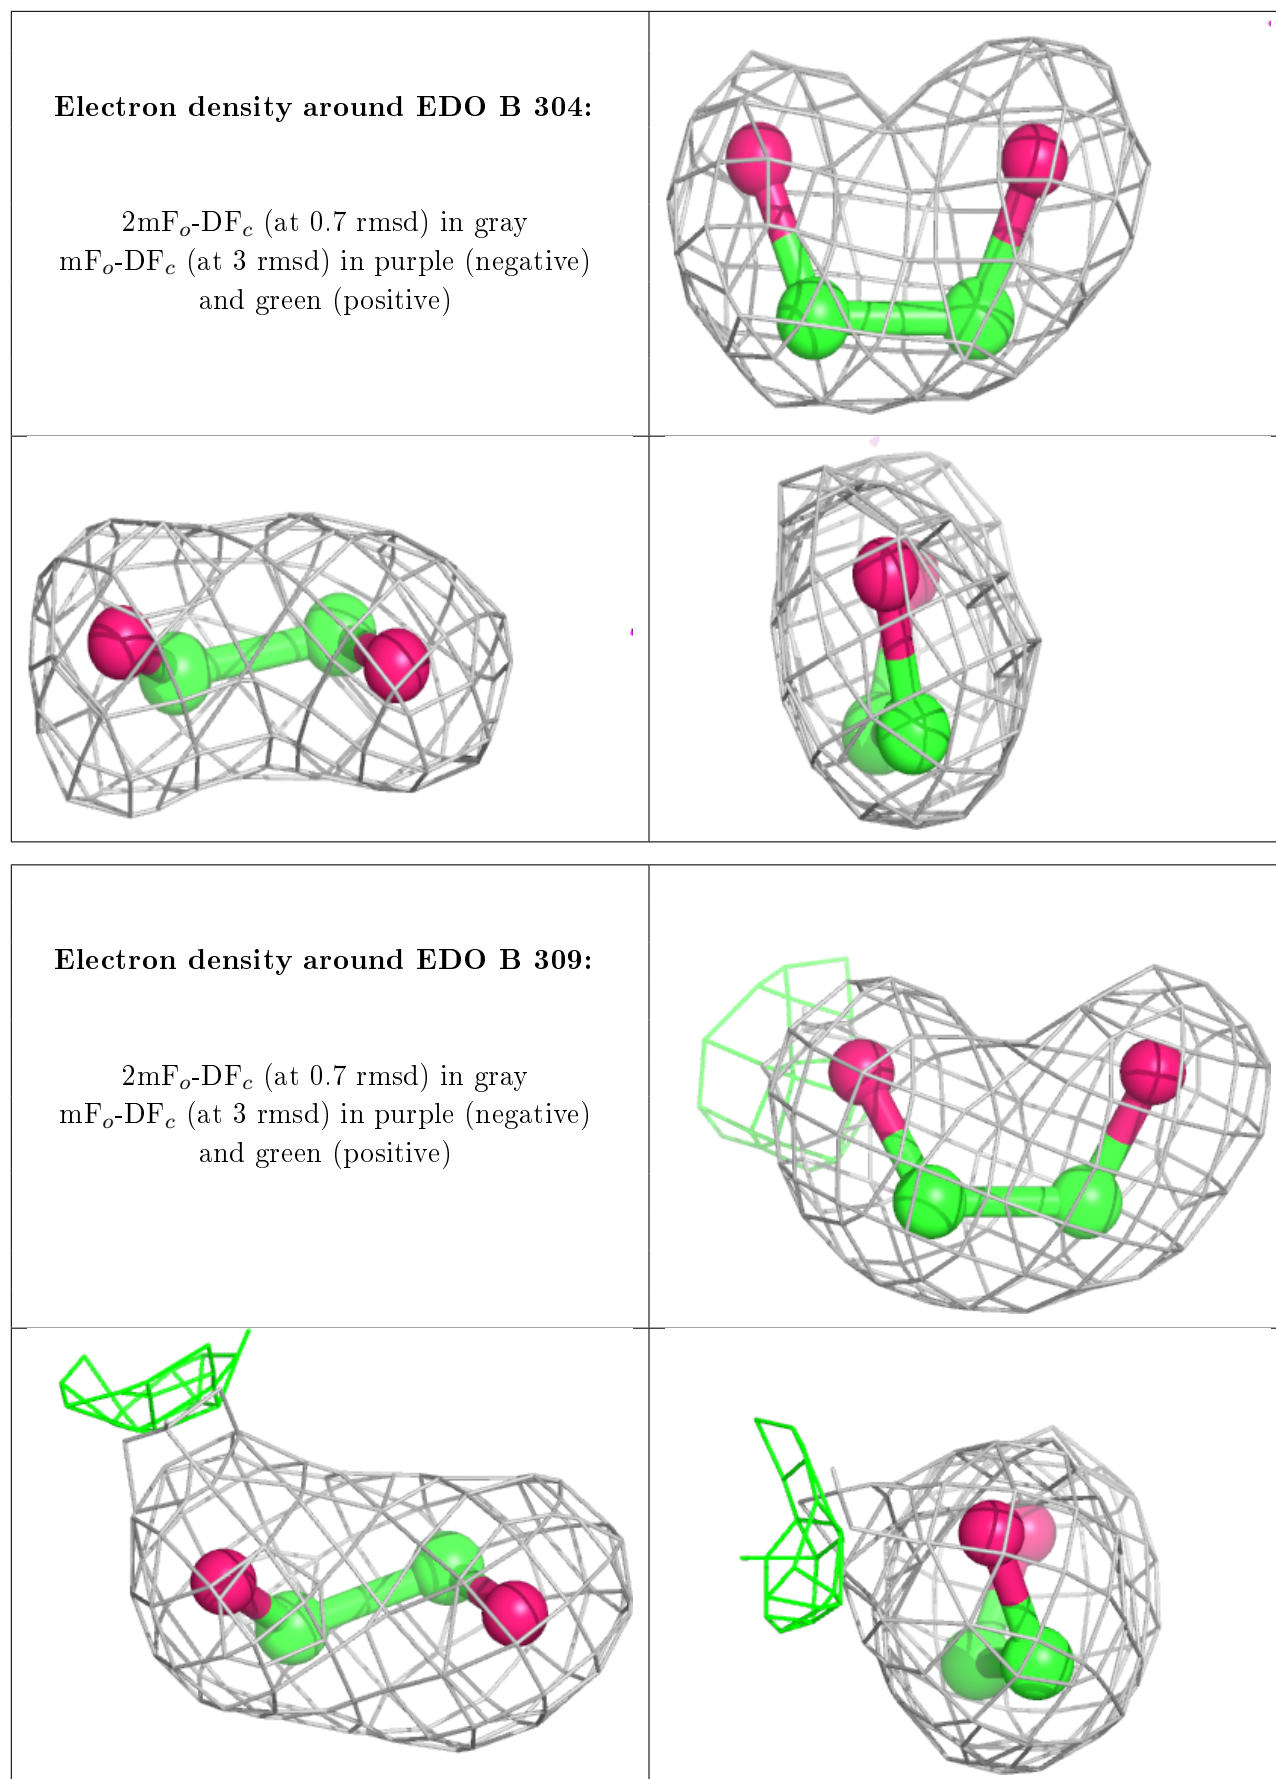 Electron density around EDO B 304:
2mFₒ-DF𝒸 (at 0.7 rmsd) in gray
mFₒ-DF𝒸 (at 3 rmsd) in purple (negative)
and green (positive)
Electron density around EDO B 309:
2mFₒ-DF𝒸 (at 0.7 rmsd) in gray
mFₒ-DF𝒸 (at 3 rmsd) in purple (negative)
and green (positive)